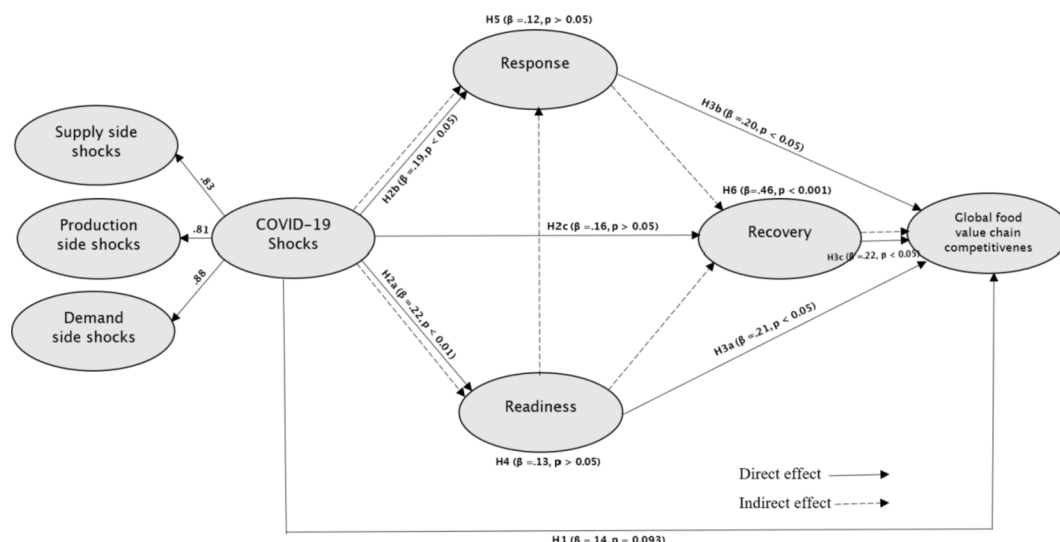 H5 (β =.12, p > 0.05)
Response
Supply side
shocks
.83
H2b (β =.19, p < 0.05)
H3b (β =.20, p < 0.05)
H6 (β=.46, p < 0.001)
Production
side shocks
.81
COVID-19
Shocks
H2c (β =.16, p > 0.05)
Recovery
Global food
value chain
competitivenes
H3c (β =.22, p < 0.05)
.88
Demand
side shocks
H2a (β =.22, p < 0.01)
H3a (β =.21, p < 0.05)
Readiness
H4 (β =.13, p > 0.05)
Direct effect
Indirect effect
H1 (β = 14, p = 0.093)